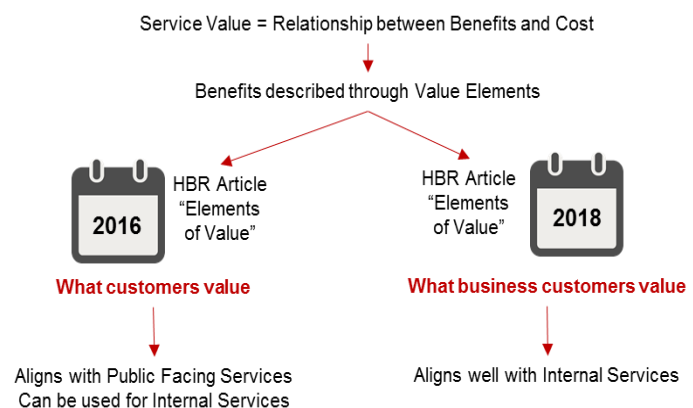 Service Value = Relationship between Benefits and Cost
Benefits described through Value Elements
2016
HBR Article
“Elements
of Value”
What customers value
Aligns with Public Facing Services
Can be used for Internal Services
HBR Article
“Elements
of Value”
2018
What business customers value
Aligns well with Internal Services